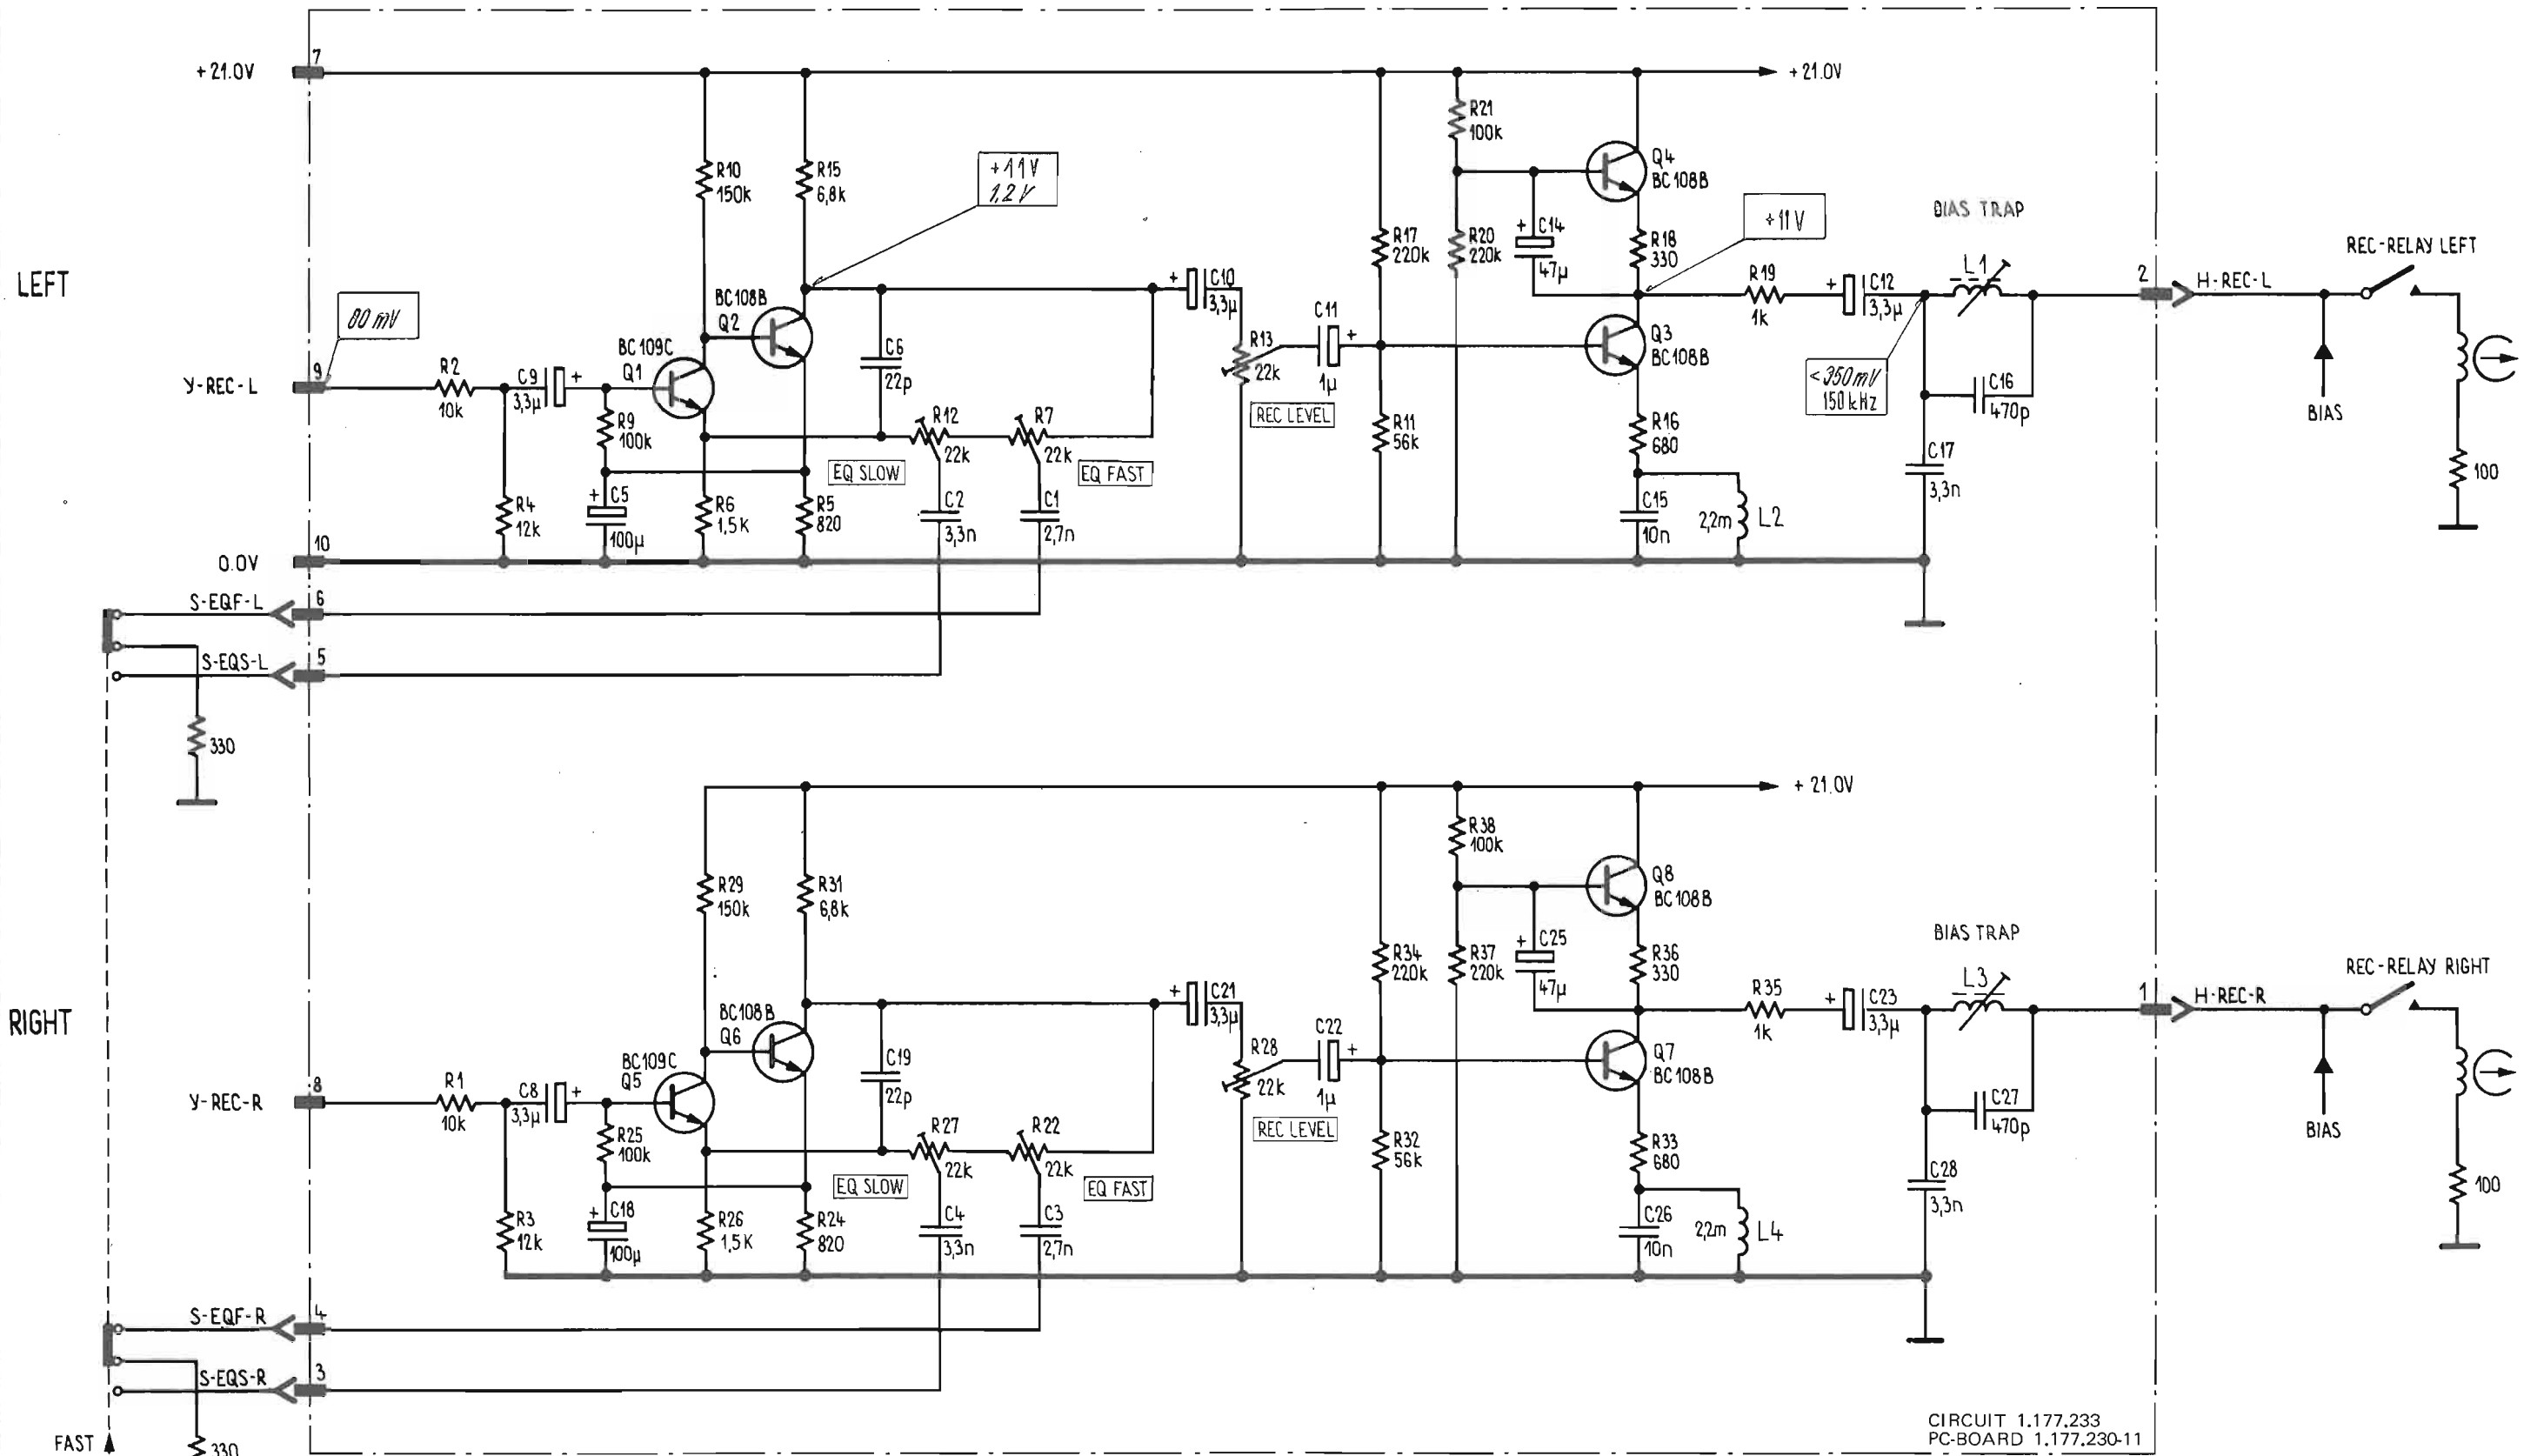 +21.0V
7
+21.0V
R10
150k
R15
6,8k
+11V
1,2V
R21
100k
Q4
BC108B
R17
220k
R20
220k
+ C14
47µ
R18
330
+11V
BIAS TRAP
REC-RELAY LEFT
LEFT
80 mV
BC109C
Q1
BC108B
Q2
C6
22p
+ C10
3,3µ
R13
22k
REC LEVEL
C11
+
1µ
Q3
BC108B
R19
1k
+ C12
3,3µ
L1
2
H-REC-L
BIAS
100
<350mV
150kHz
C16
470p
C17
3,3n
Y-REC-L
9
R2
10k
C9
+
3,3µ
R9
100k
R12
22k
R7
22k
EQ SLOW
EQ FAST
R11
56k
R16
680
R4
12k
+ C5
100µ
R6
1,5K
R5
820
C2
3,3n
C1
2,7n
C15
10n
2,2m
L2
0.0V
10
S-EQF-L
6
S-EQS-L
5
330
+21.0V
R29
150k
R31
6,8k
R38
100k
Q8
BC108B
R34
220k
R37
220k
+ C25
47µ
R36
330
BIAS TRAP
REC-RELAY RIGHT
RIGHT
BC109C
Q5
BC108B
Q6
C19
22p
+ C21
3,3µ
R28
22k
REC LEVEL
C22
+
1µ
Q7
BC108B
R35
1k
+ C23
3,3µ
L3
1
H-REC-R
BIAS
100
C27
470p
C28
3,3n
Y-REC-R
8
R1
10k
C8
+
3,3µ
R25
100k
R27
22k
R22
22k
EQ SLOW
EQ FAST
R32
56k
R33
680
R3
12k
+ C18
100µ
R26
1,5K
R24
820
C4
3,3n
C3
2,7n
C26
10n
2,2m
L4
S-EQF-R
4
S-EQS-R
3
FAST
330
CIRCUIT 1.177.233
PC-BOARD 1.177.230-11